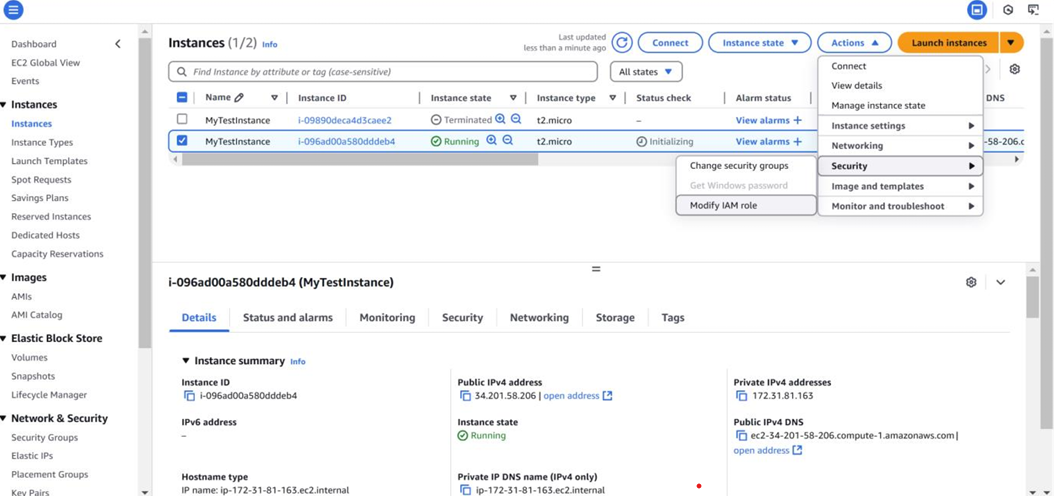 Dashboard
EC2 Global View
Events
Instances
Instances
Instance Types
Launch Templates
Spot Requests
Savings Plans
Reserved Instances
Dedicated Hosts
Capacity Reservations
Images
AMIs
AMI Catalog
Elastic Block Store
Volumes
Snapshots
Lifecycle Manager
Network & Security
Security Groups
Elastic IPs
Placement Groups
Key Pairs
Instances (1/2) Info
Last updated
less than a minute ago
Connect
Instance state
Actions
Launch instances
Find Instance by attribute or tag (case-sensitive)
All states
Name
Instance ID
Instance state
Instance type
Status check
Alarm status
DNS
MyTestInstance i-09890deca4d3caee2 Terminated t2.micro – View alarms +
MyTestInstance i-096ad00a580dddeb4 Running t2.micro Initializing View alarms + -58-206.c
Connect
View details
Manage instance state
Instance settings
Networking
Security
Image and templates
Monitor and troubleshoot
Change security groups
Get Windows password
Modify IAM role
i-096ad00a580dddeb4 (MyTestInstance)
Details
Status and alarms
Monitoring
Security
Networking
Storage
Tags
Instance summary Info
Instance ID
i-096ad00a580dddeb4
Public IPv4 address
34.201.58.206 | open address
Private IPv4 addresses
172.31.81.163
IPv6 address
–
Instance state
Running
Public IPv4 DNS
ec2-34-201-58-206.compute-1.amazonaws.com |
open address
Hostname type
IP name: ip-172-31-81-163.ec2.internal
Private IP DNS name (IPv4 only)
ip-172-31-81-163.ec2.internal